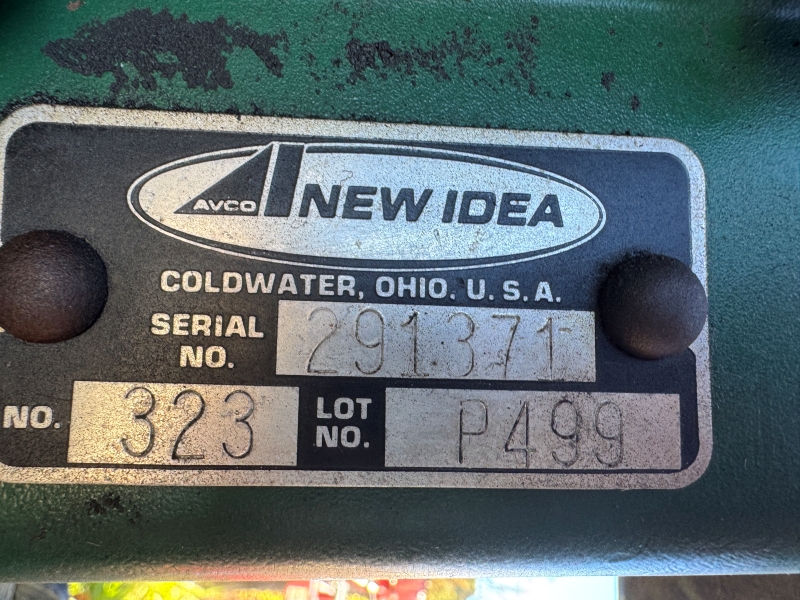 AVCO NEW IDEA
COLDWATER, OHIO. U.S.A.
SERIAL NO. 291371
NO. 323 LOT NO. P499